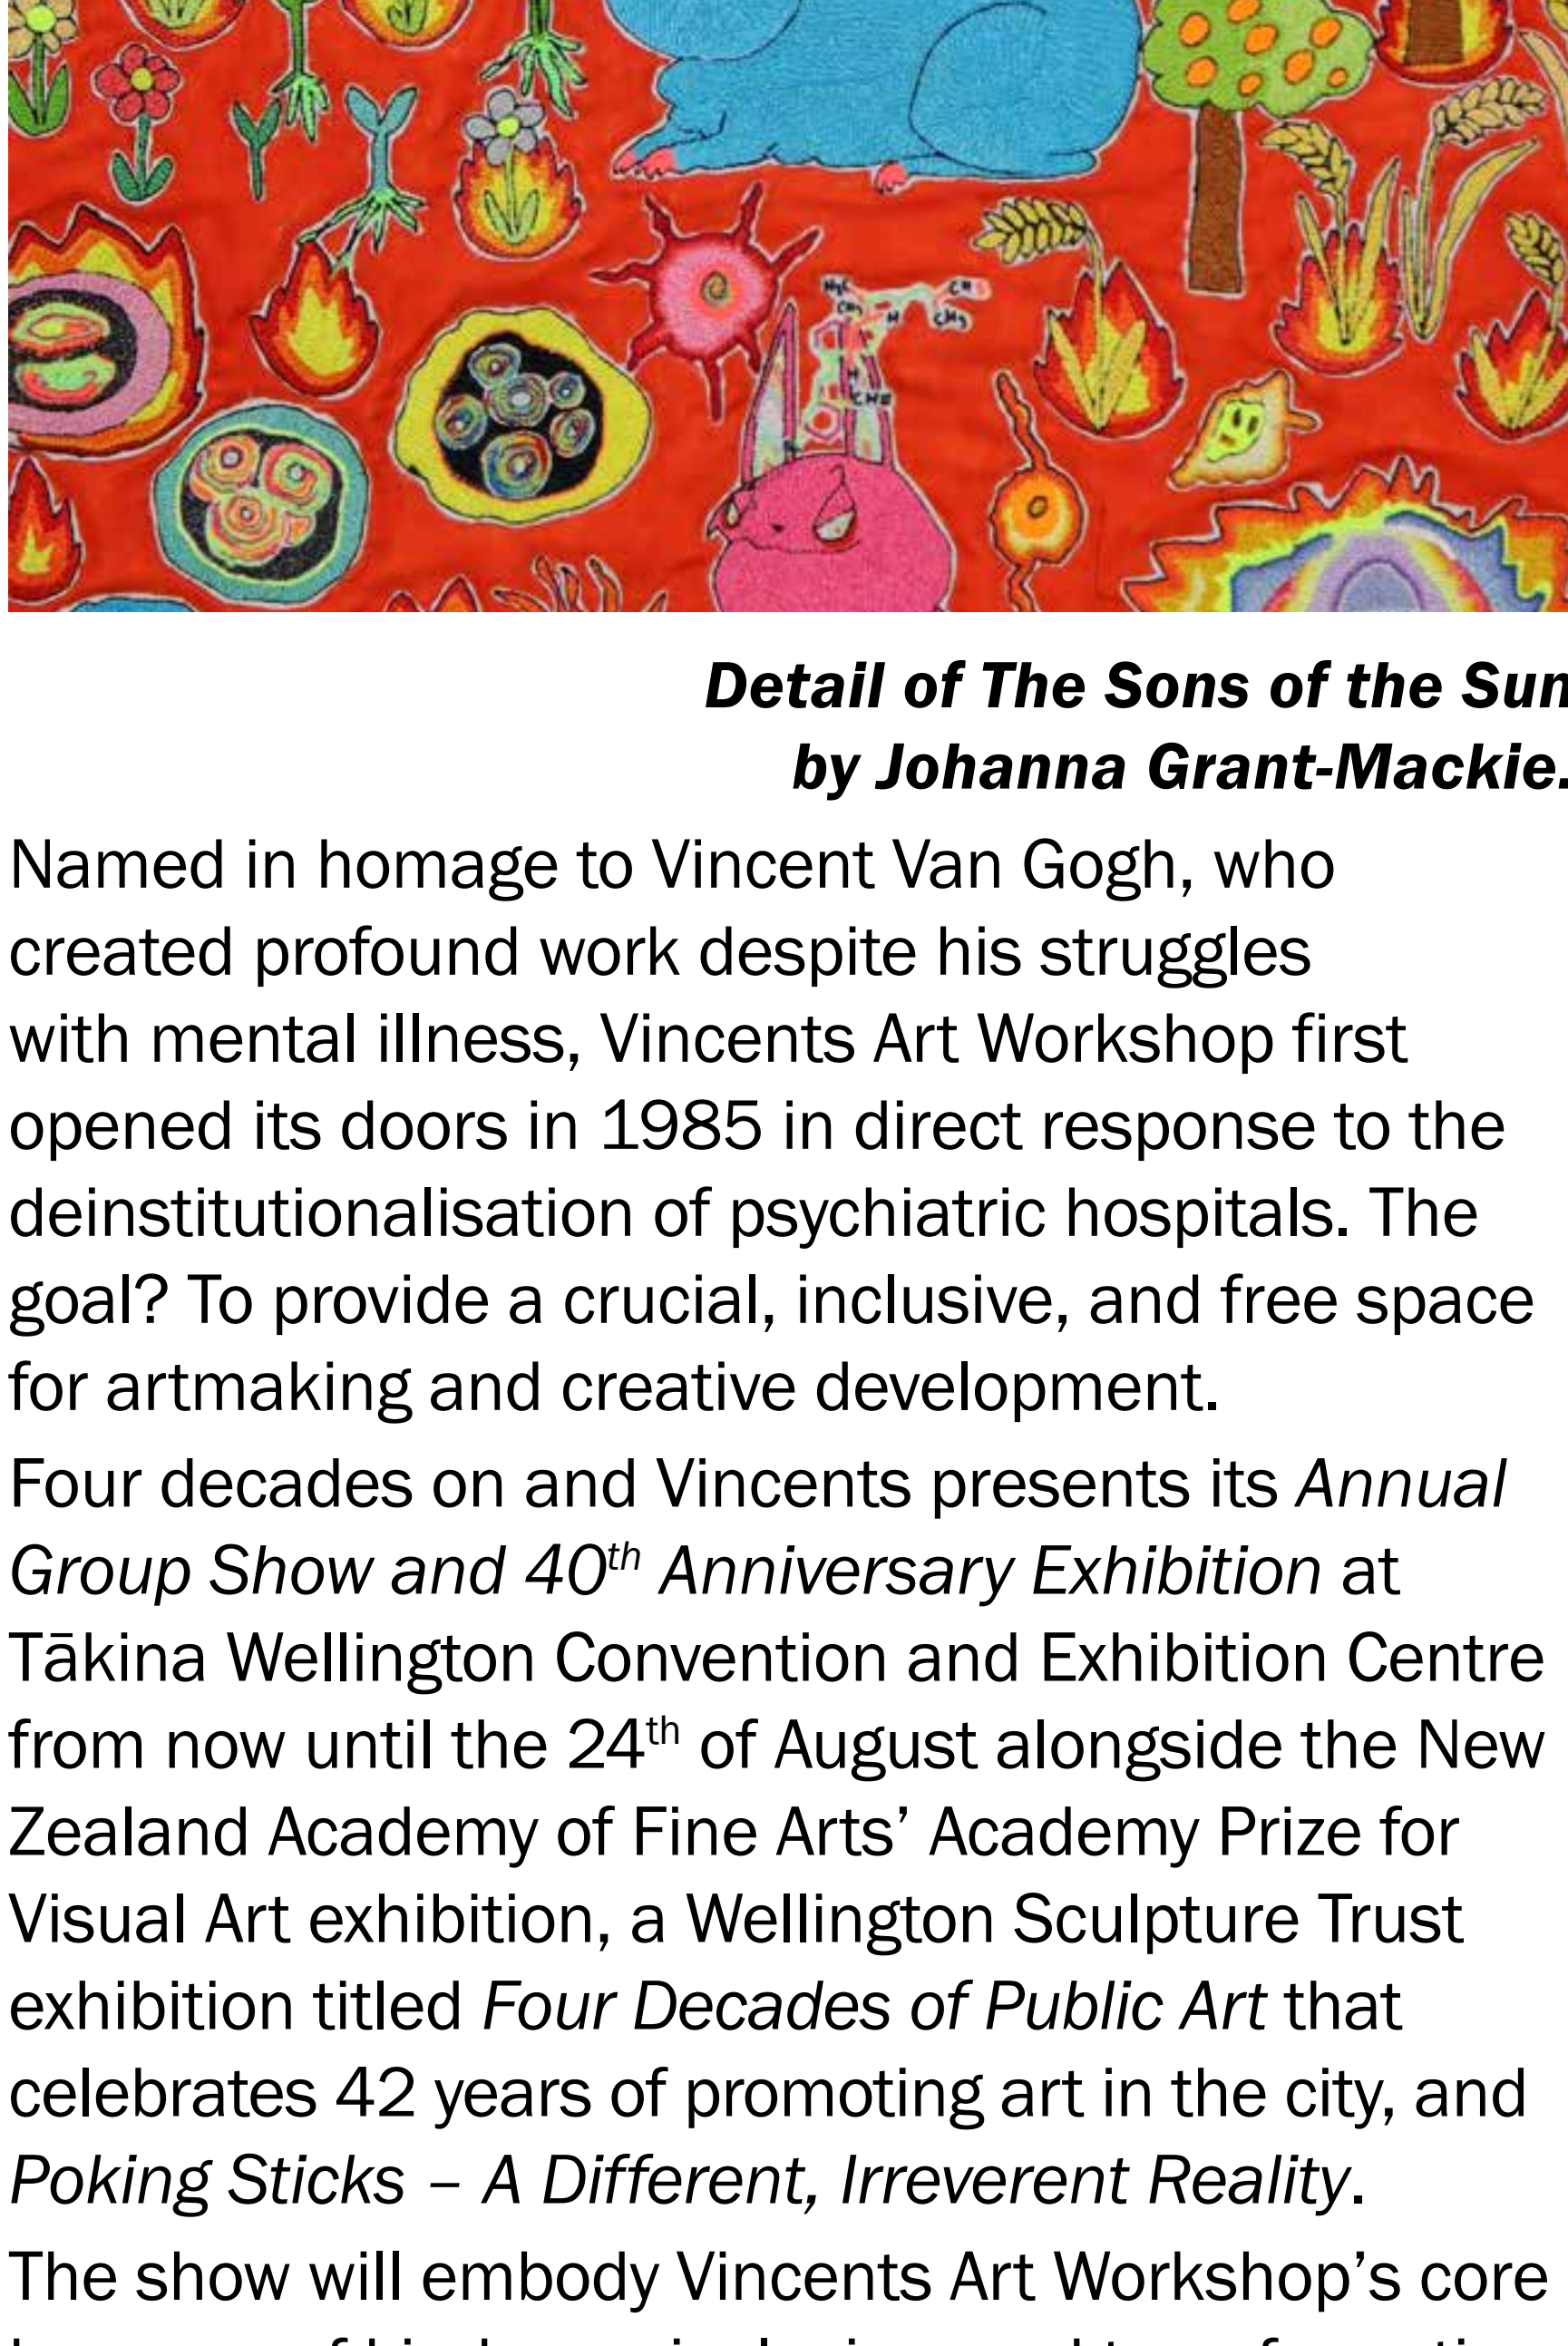 H₃C
CH₃
H
CH₃
Detail of The Sons of the Sun
by Johanna Grant-Mackie.
Named in homage to Vincent Van Gogh, who
created profound work despite his struggles
with mental illness, Vincents Art Workshop first
opened its doors in 1985 in direct response to the
deinstitutionalisation of psychiatric hospitals. The
goal? To provide a crucial, inclusive, and free space
for artmaking and creative development.
Four decades on and Vincents presents its Annual
Group Show and 40th Anniversary Exhibition at
Tākina Wellington Convention and Exhibition Centre
from now until the 24th of August alongside the New
Zealand Academy of Fine Arts’ Academy Prize for
Visual Art exhibition, a Wellington Sculpture Trust
exhibition titled Four Decades of Public Art that
celebrates 42 years of promoting art in the city, and
Poking Sticks – A Different, Irreverent Reality.
The show will embody Vincents Art Workshop’s core